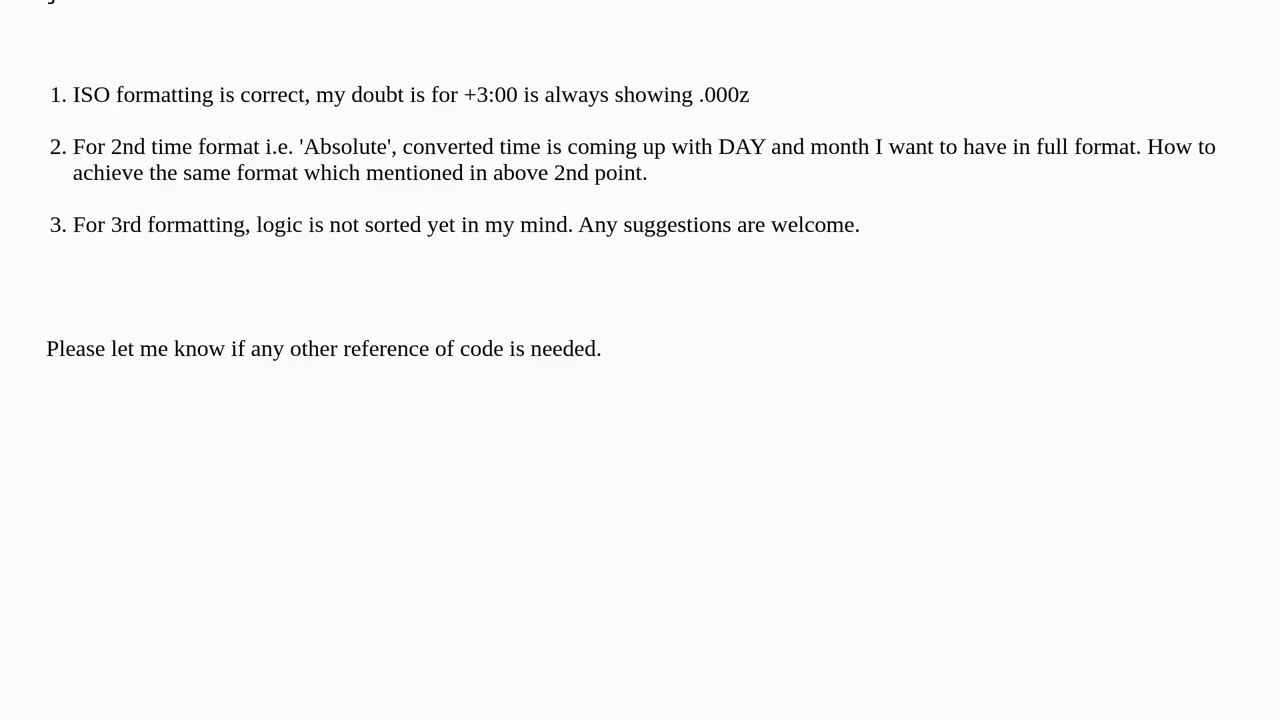 1. ISO formatting is correct, my doubt is for +3:00 is always showing .000z
2. For 2nd time format i.e. 'Absolute', converted time is coming up with DAY and month I want to have in full format. How to
achieve the same format which mentioned in above 2nd point.
3. For 3rd formatting, logic is not sorted yet in my mind. Any suggestions are welcome.
Please let me know if any other reference of code is needed.